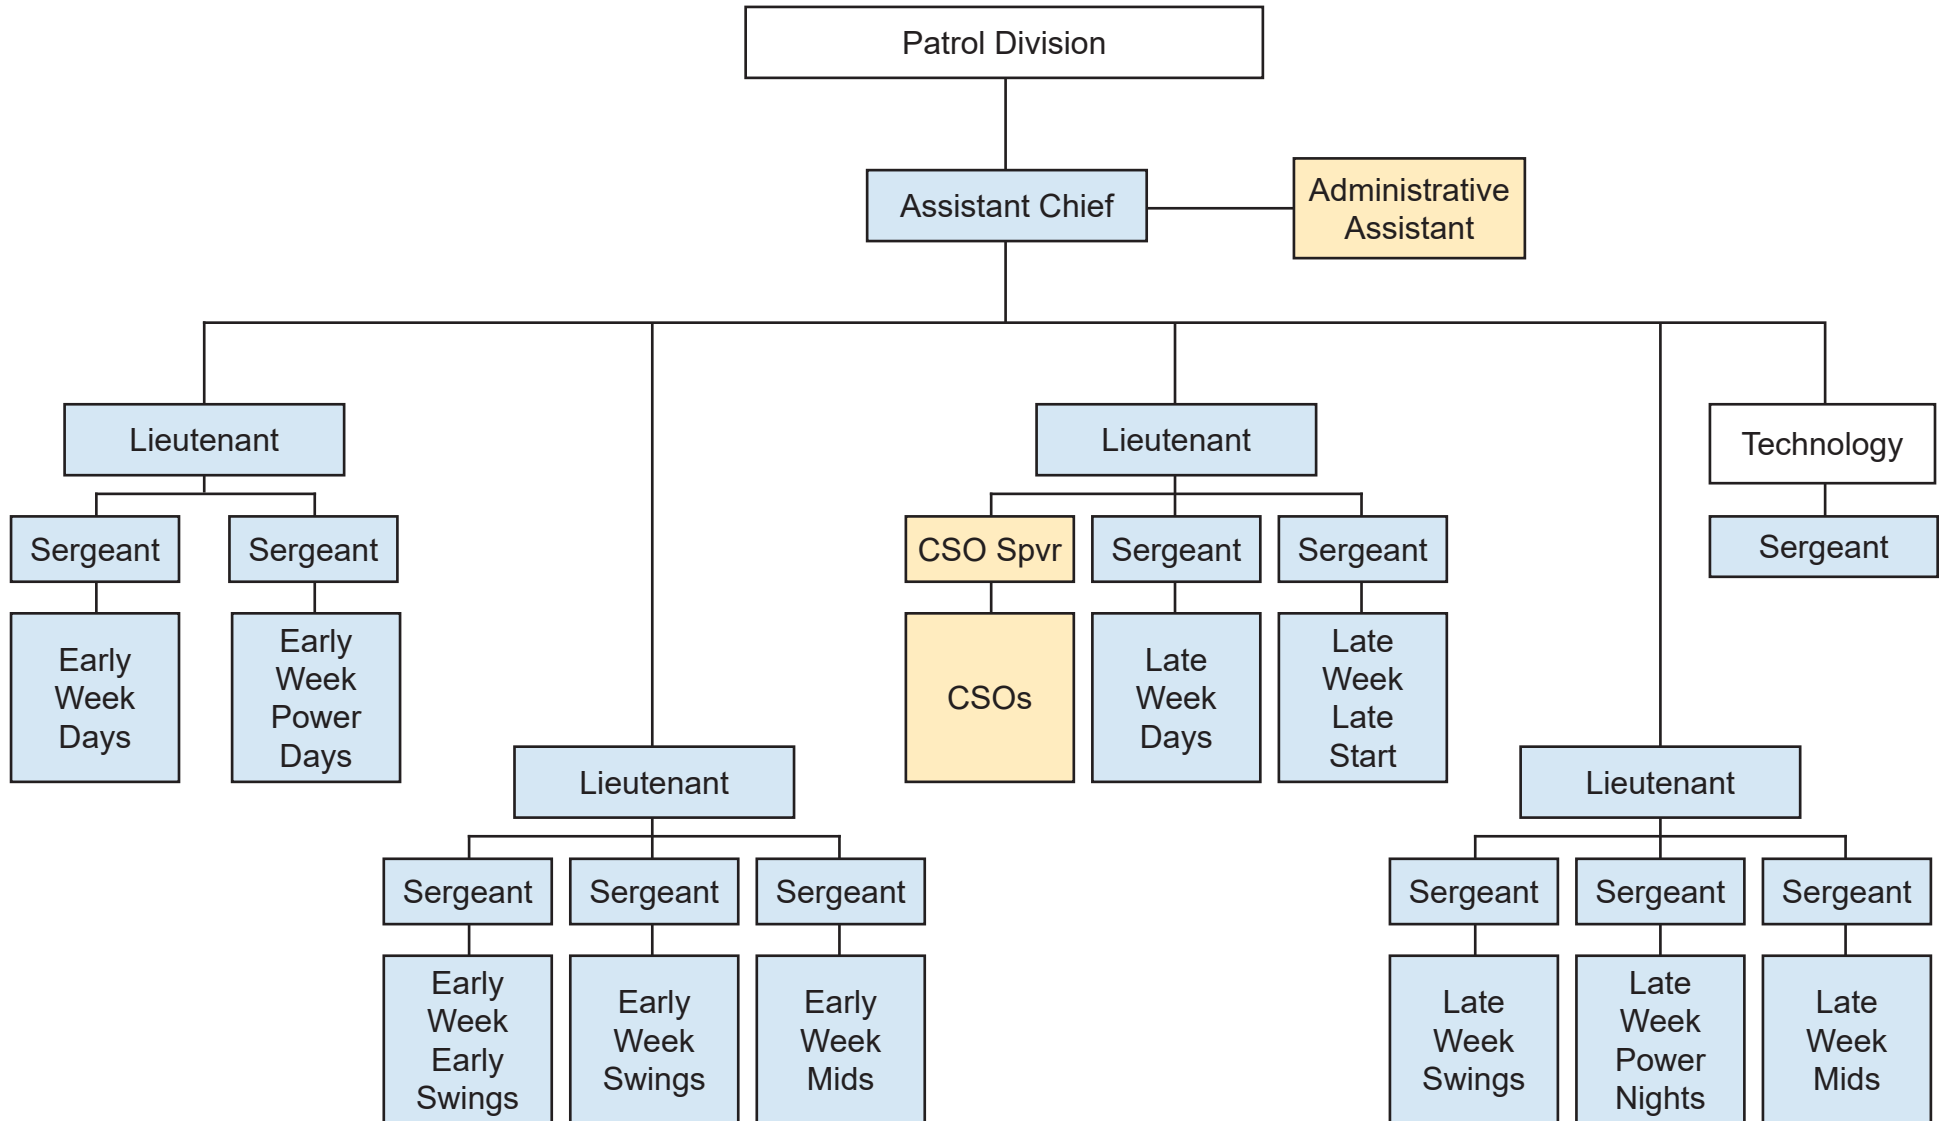 Patrol Division
Assistant Chief
Administrative
Assistant
Lieutenant
Sergeant
Early
Week
Days
Sergeant
Early
Week
Power
Days
Lieutenant
Sergeant
Early
Week
Early
Swings
Sergeant
Early
Week
Swings
Sergeant
Early
Week
Mids
Lieutenant
CSO Spvr
CSOs
Sergeant
Late
Week
Days
Sergeant
Late
Week
Late
Start
Lieutenant
Sergeant
Late
Week
Swings
Sergeant
Late
Week
Power
Nights
Sergeant
Late
Week
Mids
Technology
Sergeant